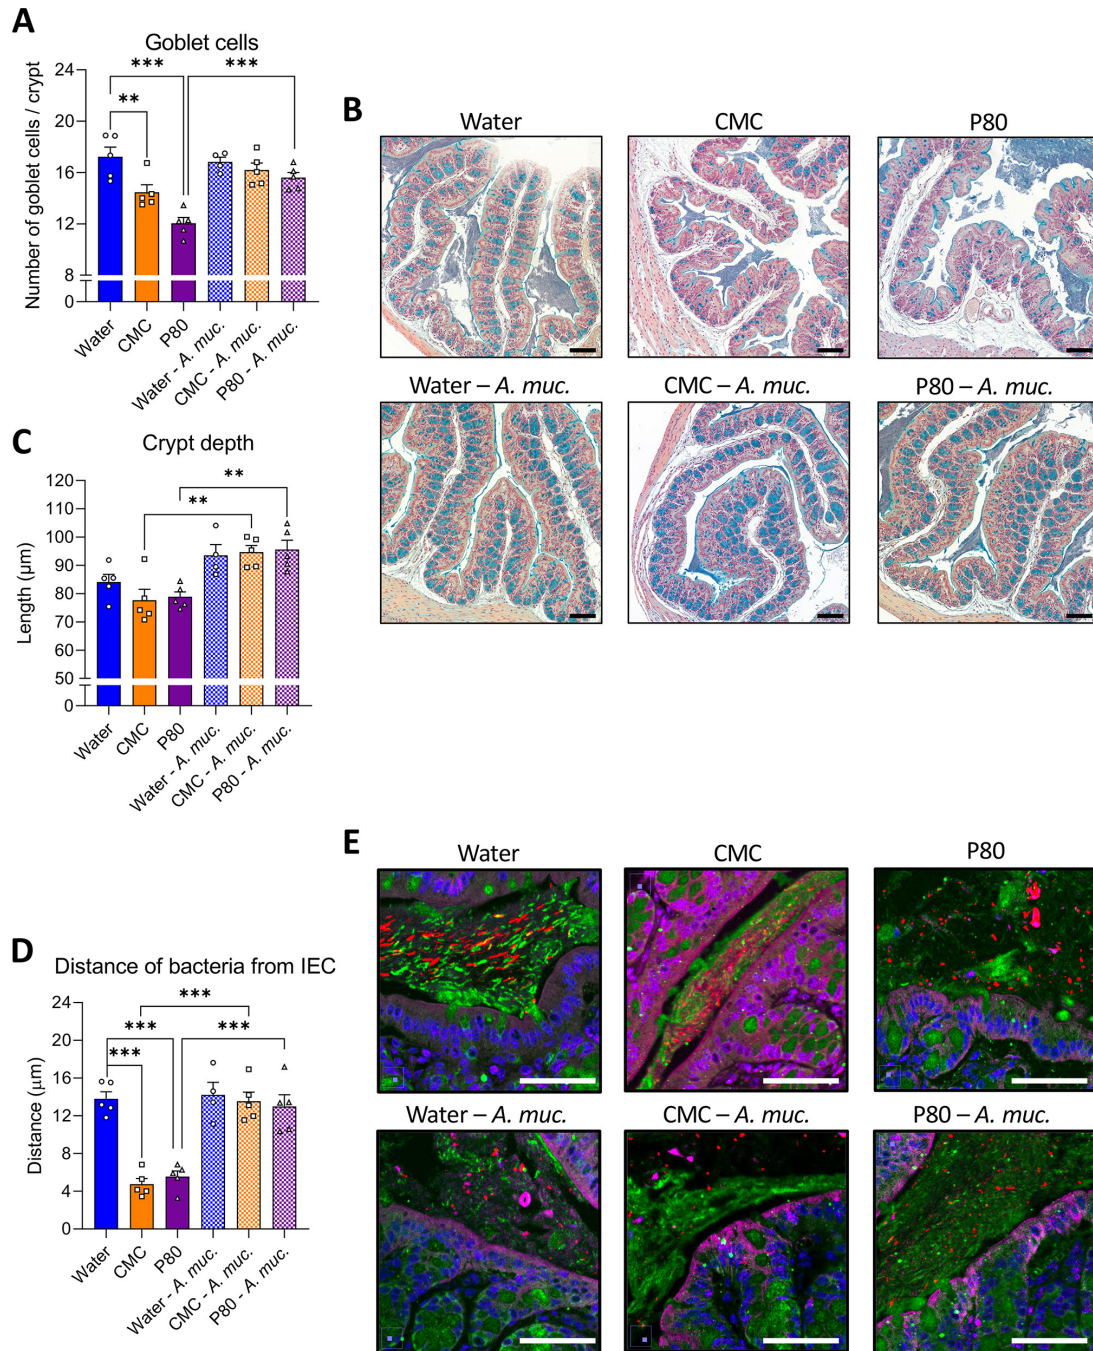 A
Goblet cells
Number of goblet cells / crypt
24
20
16
12
8
0
***
***
**
Water
CMC
P80
Water - A. muc.
CMC - A. muc.
P80 - A. muc.
B
Water
CMC
P80
Water – A. muc.
CMC – A. muc.
P80 – A. muc.
C
Crypt depth
Length (µm)
120
110
100
90
80
70
60
50
0
**
**
Water
CMC
P80
Water - A. muc.
CMC - A. muc.
P80 - A. muc.
D
Distance of bacteria from IEC
Distance (µm)
24
20
16
12
8
4
0
***
***
***
***
Water
CMC
P80
Water - A. muc.
CMC - A. muc.
P80 - A. muc.
E
Water
CMC
P80
Water – A. muc.
CMC – A. muc.
P80 – A. muc.